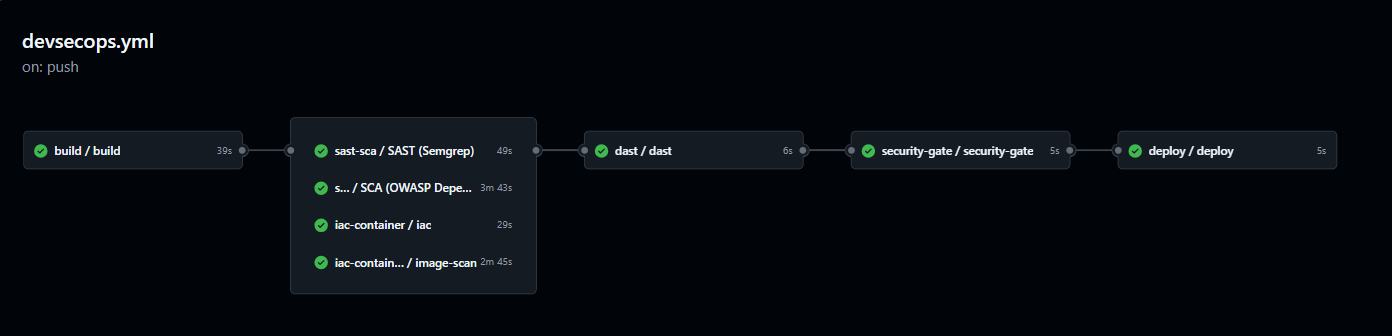 devsecops.yml
on: push
build / build 39s
sast-sca / SAST (Semgrep) 49s
s... / SCA (OWASP Depe... 3m 43s
iac-container / iac 29s
iac-contain... / image-scan 2m 45s
dast / dast 6s
security-gate / security-gate 5s
deploy / deploy 5s